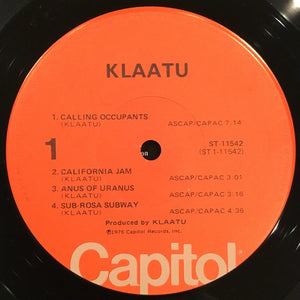 KLAATU
1. CALLING OCCUPANTS
(KLAATU) ASCAP/CAPAC 7:14
1
ST-11542
(ST 1-11542)
2. CALIFORNIA JAM
(KLAATU) ASCAP/CAPAC 3:01
3. ANUS OF URANUS
(KLAATU) ASCAP/CAPAC 3:16
4. SUB-ROSA SUBWAY
(KLAATU) ASCAP/CAPAC 4:36
Produced by KLAATU
℗1976 Capitol Records, Inc.
Capitol